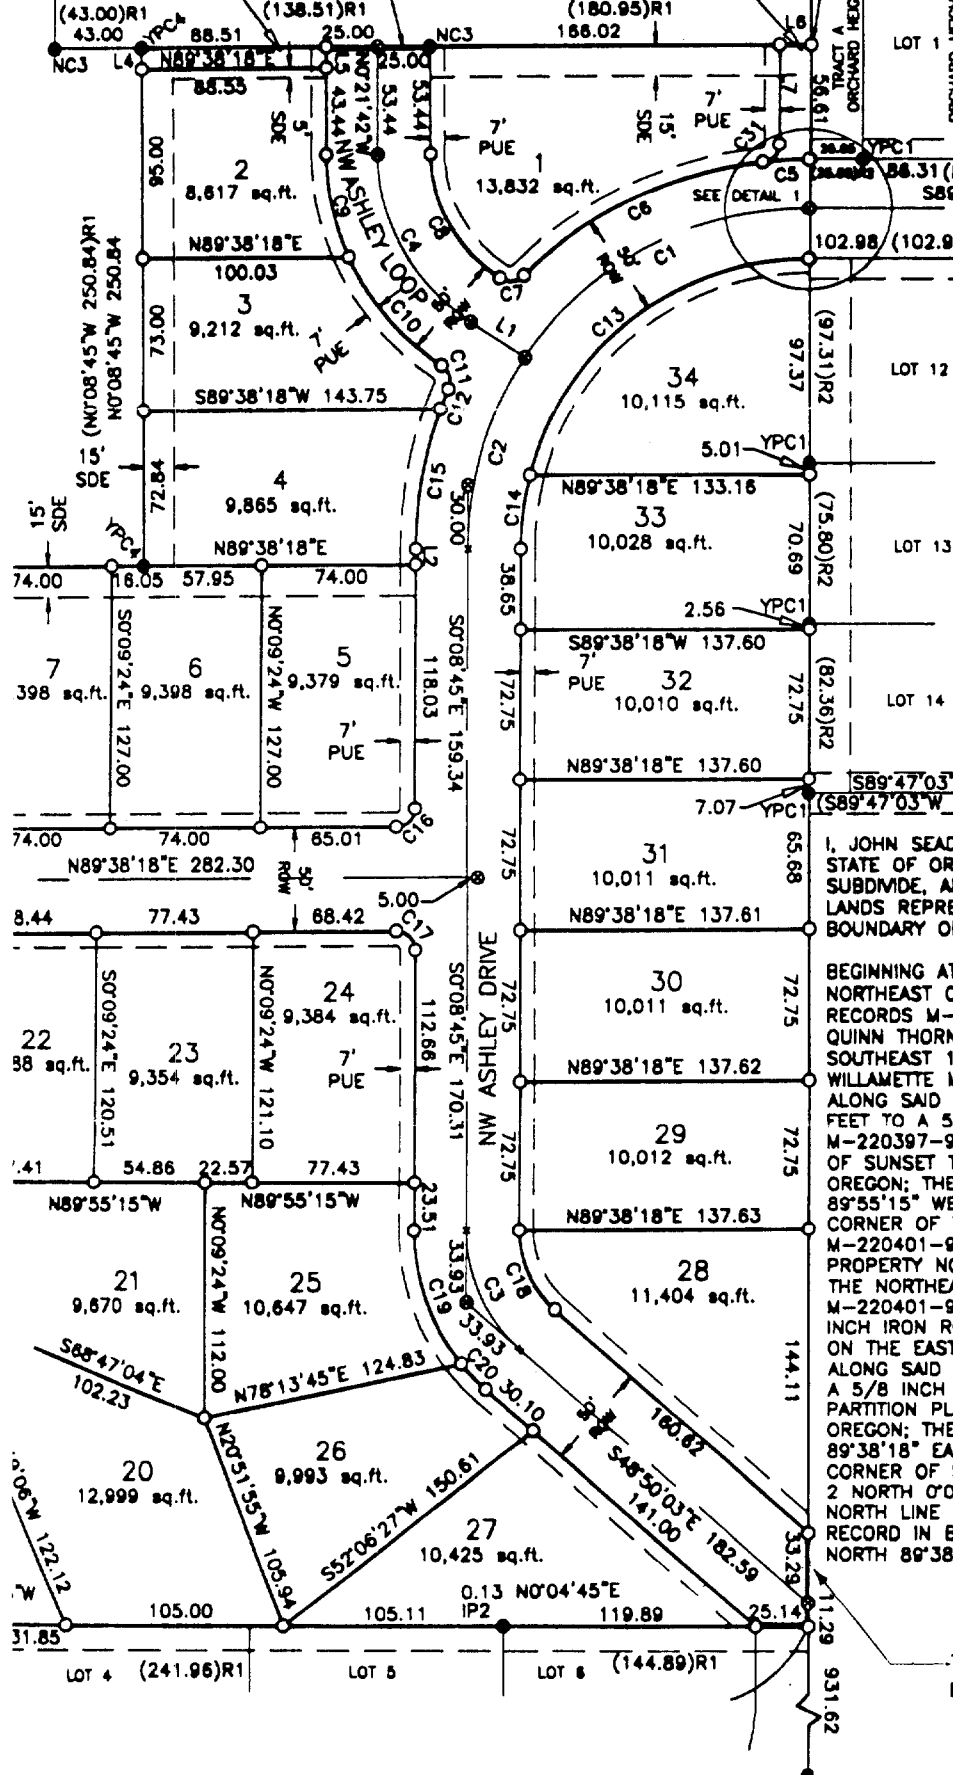 (43.00)R1
(138.51)R1
(180.95)R1
43.00
YPC4
88.51
25.00
NC3
166.02
L6
NC3
L4
N89°38'18"E
88.55
L5
25.00
L7
56.61
TRACT A
LOT 1
5'
SDE
43.44
N0°21'42"W
53.44
53.44
7'
PUE
15'
SDE
7'
PUE
C31
YPC1
C5
86.31
95.00
2
8,617 sq.ft.
1
13,832 sq.ft.
NW ASHLEY LOOP
SEE DETAIL 1
C9
C4
C8
C6
C1
50'
ROW
N89°38'18"E
100.03
102.98
(N0°08'45"W 250.84)R1
N0°08'45"W 250.84
3
9,212 sq.ft.
73.00
7'
PUE
C10
C7
L1
C13
C11
C12
34
10,115 sq.ft.
(97.31)R2
97.37
LOT 12
S89°38'18"W 143.75
15'
SDE
72.84
4
9,865 sq.ft.
C15
C2
5.01
YPC1
N89°38'18"E 133.16
15'
SDE
YPC4
N89°38'18"E
30.00
C14
33
10,028 sq.ft.
70.69
(75.80)R2
LOT 13
L2
74.00
16.05
57.95
74.00
38.65
2.56
YPC1
S89°38'18"W 137.60
7
398 sq.ft.
S0°09'24"E 127.00
6
9,398 sq.ft.
N0°09'24"W 127.00
5
9,379 sq.ft.
7'
PUE
118.03
S0°08'45"E 159.34
72.75
7'
PUE
32
10,010 sq.ft.
72.75
(82.36)R2
LOT 14
N89°38'18"E 137.60
S89°47'03"
7.07
YPC1
(S89°47'03"W
C16
74.00
74.00
65.01
N89°38'18"E 282.30
50'
ROW
5.00
72.75
31
10,011 sq.ft.
65.68
I, JOHN SEAD
STATE OF OR
SUBDIVIDE, A
LANDS REPRE
BOUNDARY O
8.44
77.43
68.42
C17
N89°38'18"E 137.61
22
88 sq.ft.
S0°09'24"E 120.51
23
9,354 sq.ft.
N0°09'24"W 121.10
24
9,384 sq.ft.
7'
PUE
112.66
S0°08'45"E 170.31
NW ASHLEY DRIVE
72.75
30
10,011 sq.ft.
72.75
BEGINNING AT
NORTHEAST C
RECORDS M-
QUINN THORN
SOUTHEAST 1
WILLAMETTE M
ALONG SAID
FEET TO A 5
M-220397-9
OF SUNSET T
OREGON; THE
89°55'15" WE
CORNER OF
M-220401-9
PROPERTY NO
THE NORTHEA
M-220401-9
INCH IRON R
ON THE EAST
ALONG SAID
A 5/8 INCH
PARTITION PL
OREGON; THE
89°38'18" EA
CORNER OF
2 NORTH 0°0
NORTH LINE
RECORD IN B
NORTH 89°38
N89°38'18"E 137.62
72.75
29
10,012 sq.ft.
72.75
.41
54.86
22.57
77.43
N89°55'15"W
N89°55'15"W
23.51
N89°38'18"E 137.63
21
9,670 sq.ft.
N0°09'24"W 112.00
25
10,647 sq.ft.
C19
33.93
C3
33.93
C18
28
11,404 sq.ft.
144.11
S68°47'04"E
102.23
N78°13'45"E 124.83
C20
30.10
50'
ROW
160.62
20
12,999 sq.ft.
N20°51'55"W 105.94
26
9,993 sq.ft.
S52°06'27"W 150.61
S48°50'03"E 182.59
141.00
06"W 122.12
27
10,425 sq.ft.
33.29
"W
0.13 N0°04'45"E
31.85
105.00
105.11
IP2
119.89
25.14
11.29
LOT 4
(241.96)R1
LOT 5
LOT 6
(144.89)R1
931.62